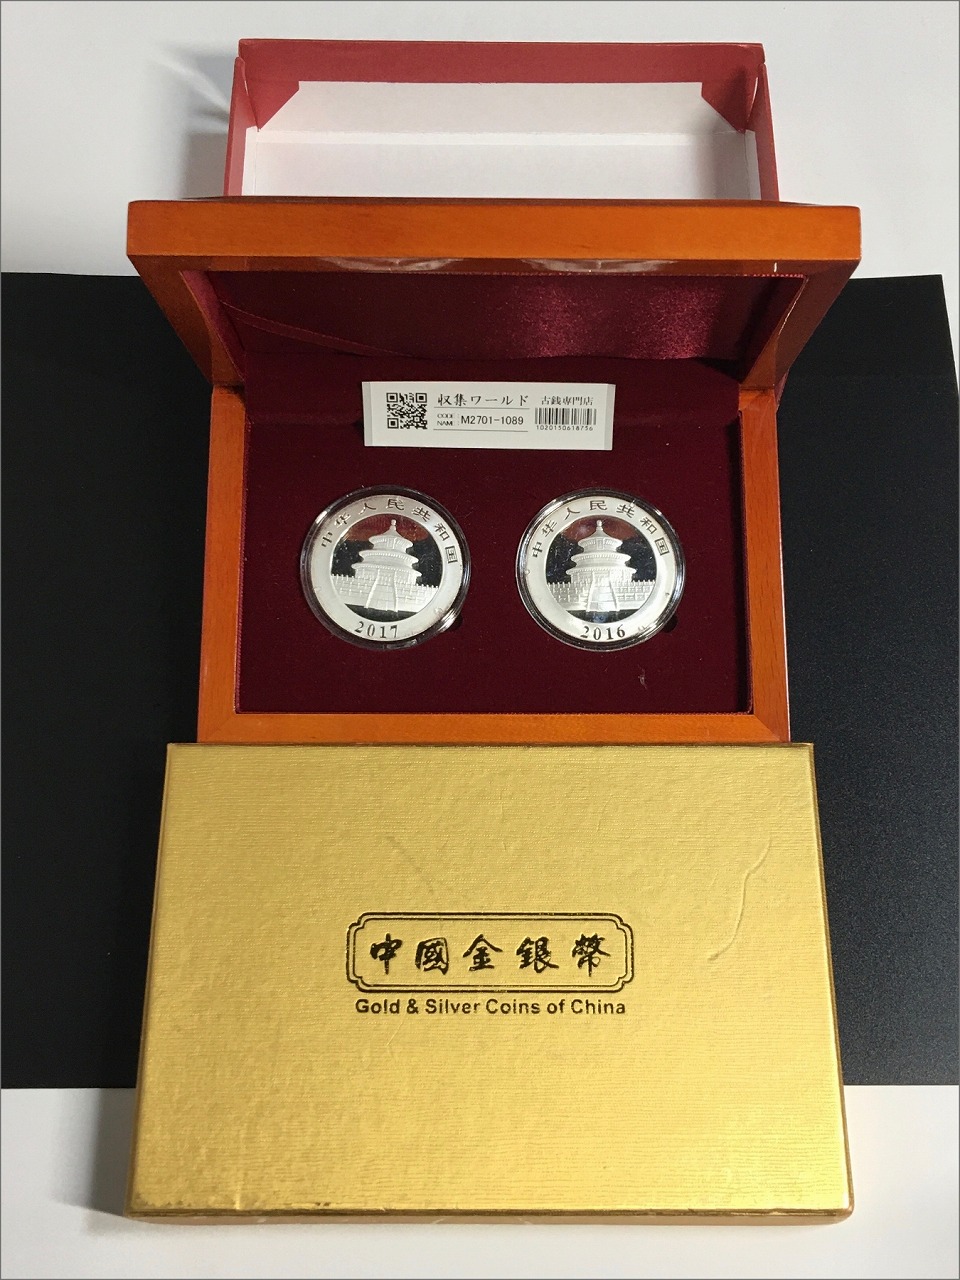 収集ワールド 古銭専門店
CODE NAME: M2701-1089
1020150618756
中华人民共和国
2017
中华人民共和国
2016
中國金銀幣
Gold & Silver Coins of China